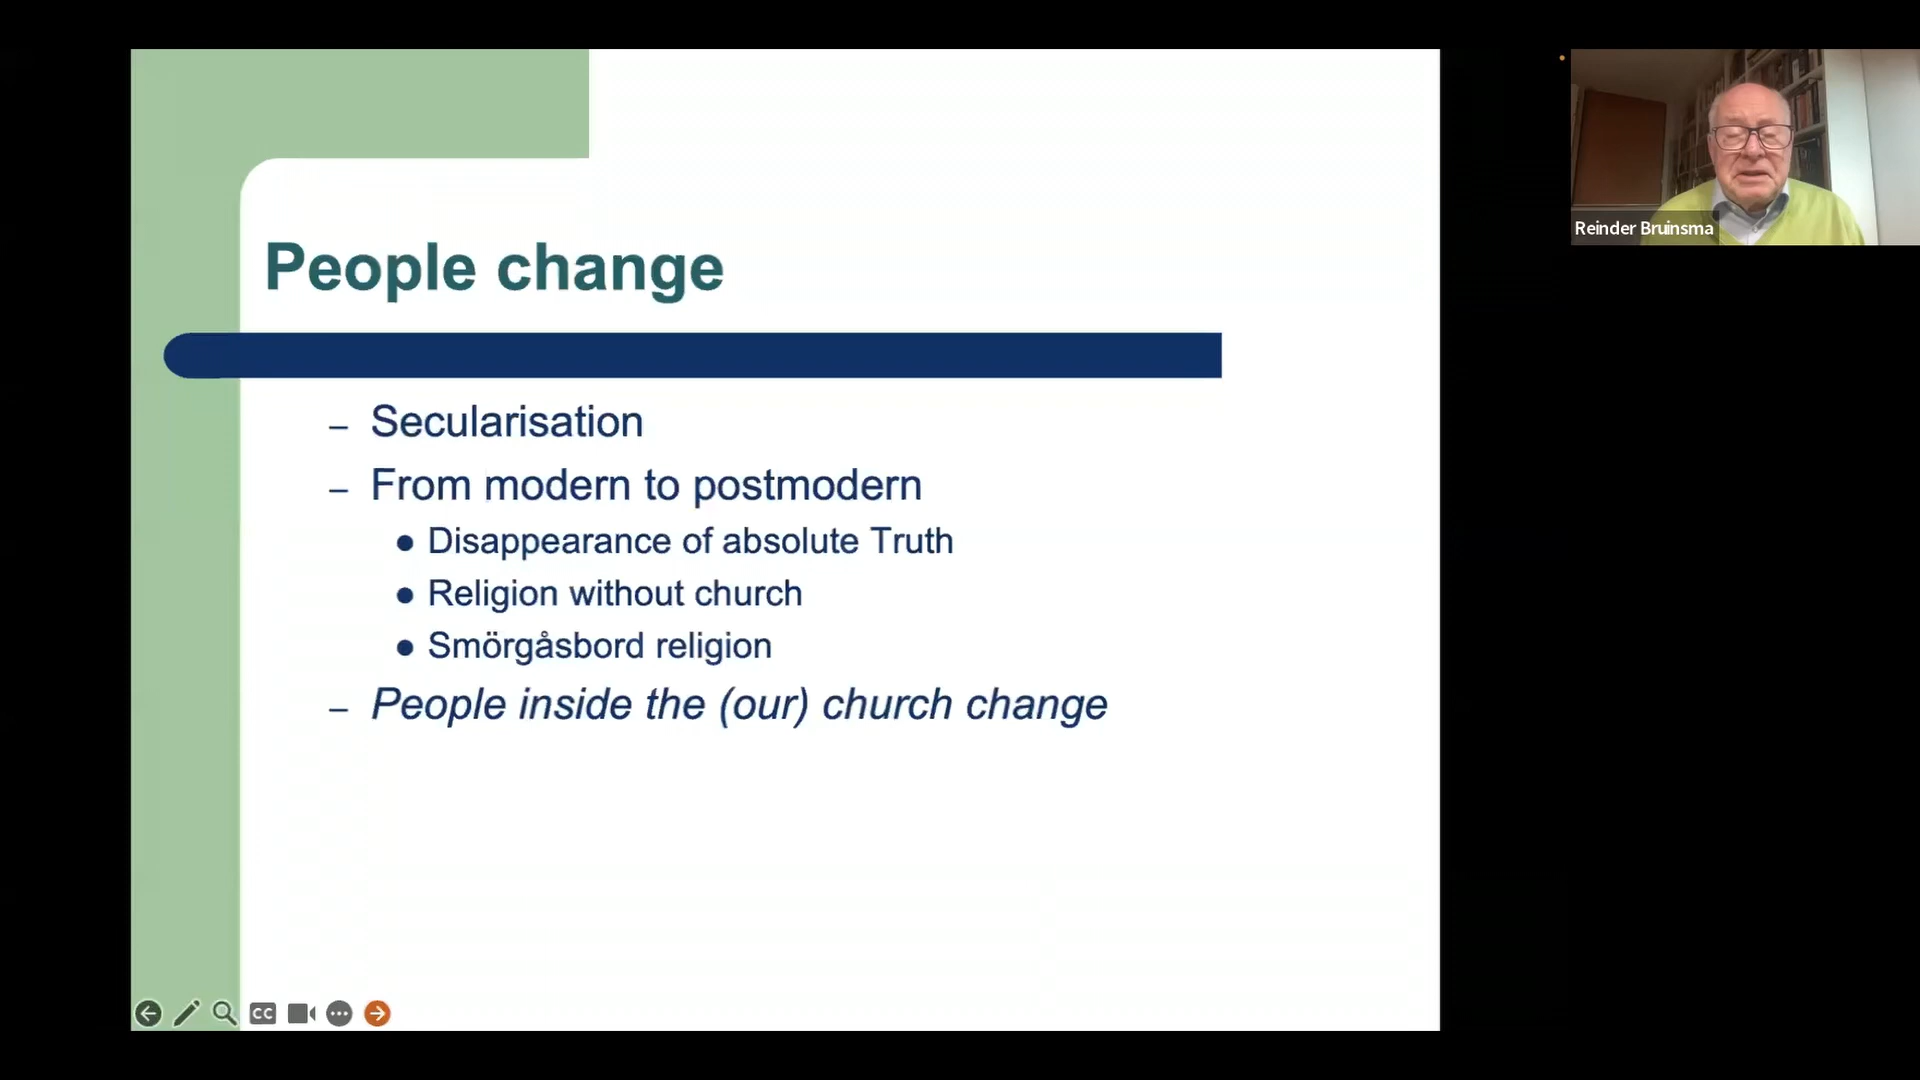 People change
– Secularisation
– From modern to postmodern
● Disappearance of absolute Truth
● Religion without church
● Smörgåsbord religion
– People inside the (our) church change
Reinder Bruinsma
CC